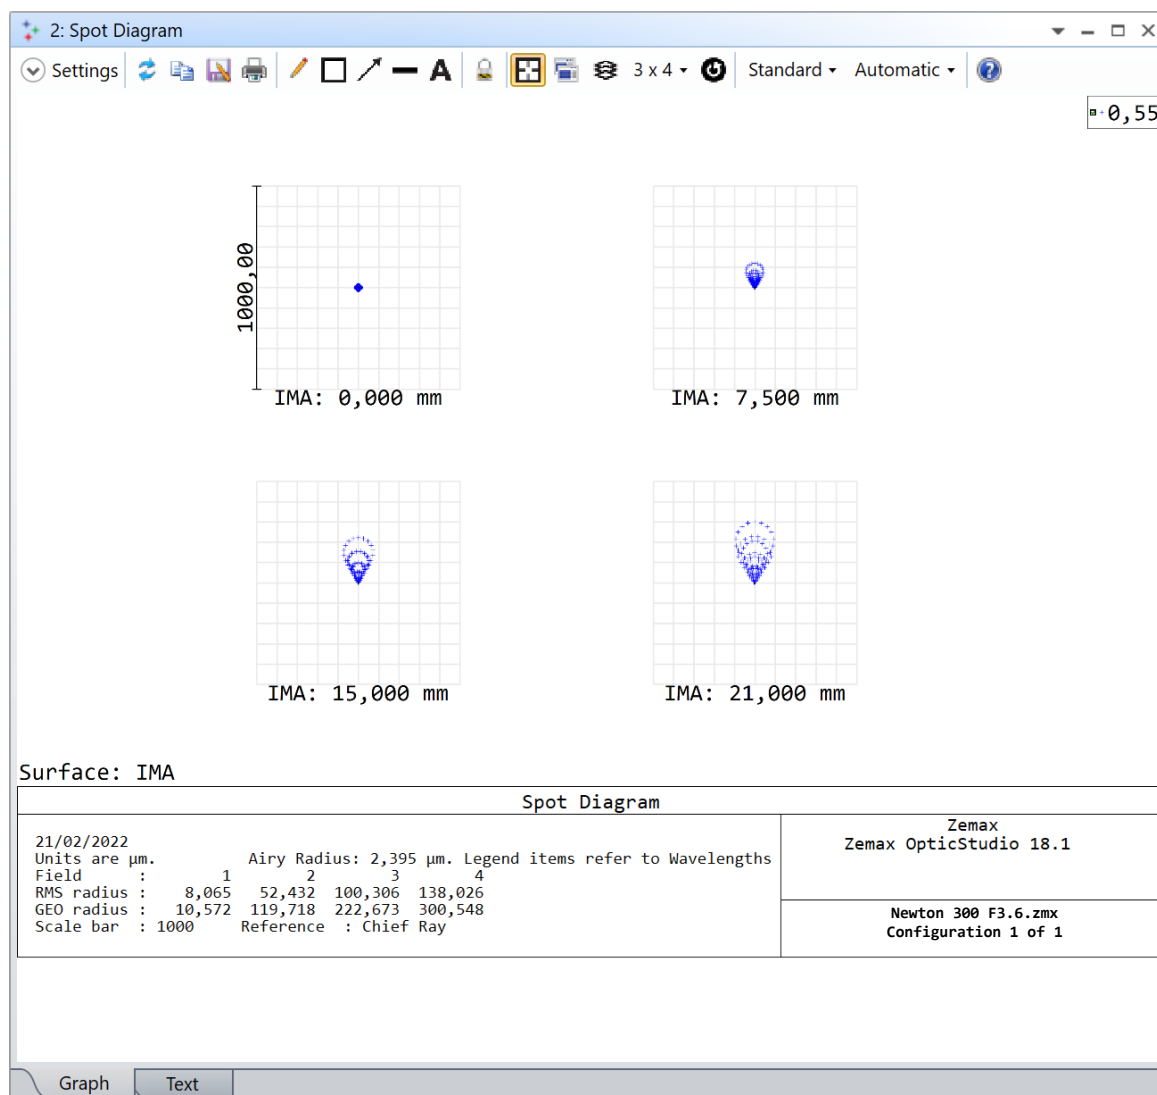 2: Spot Diagram
Settings
3 x 4
Standard
Automatic
0,55
1000,00
IMA: 0,000 mm
IMA: 7,500 mm
IMA: 15,000 mm
IMA: 21,000 mm
Surface: IMA
Spot Diagram
21/02/2022
Units are µm. Airy Radius: 2,395 µm. Legend items refer to Wavelengths
Field : 1 2 3 4
RMS radius : 8,065 52,432 100,306 138,026
GEO radius : 10,572 119,718 222,673 300,548
Scale bar : 1000 Reference : Chief Ray
Zemax
Zemax OpticStudio 18.1
Newton 300 F3.6.zmx
Configuration 1 of 1
Graph
Text